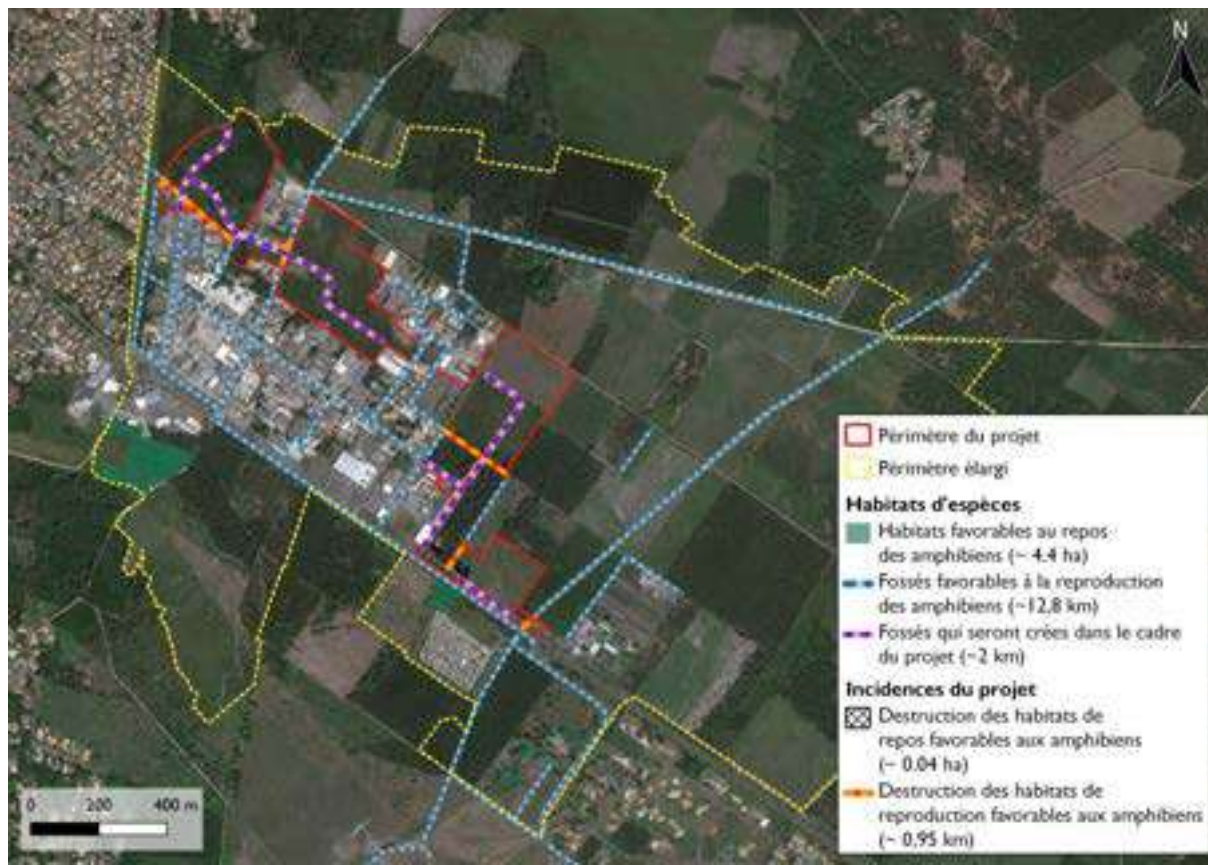 N
Périmètre du projet
Périmètre élargi
Habitats d'espèces
Habitats favorables au repos
des amphibiens (~ 4.4 ha)
Fossés favorables à la reproduction
des amphibiens (~12,8 km)
Fossés qui seront crées dans le cadre
du projet (~2 km)
Incidences du projet
Destruction des habitats de
repos favorables aux amphibiens
(~ 0.04 ha)
Destruction des habitats de
reproduction favorables aux amphibiens
(~ 0,95 km)
0 200 400 m